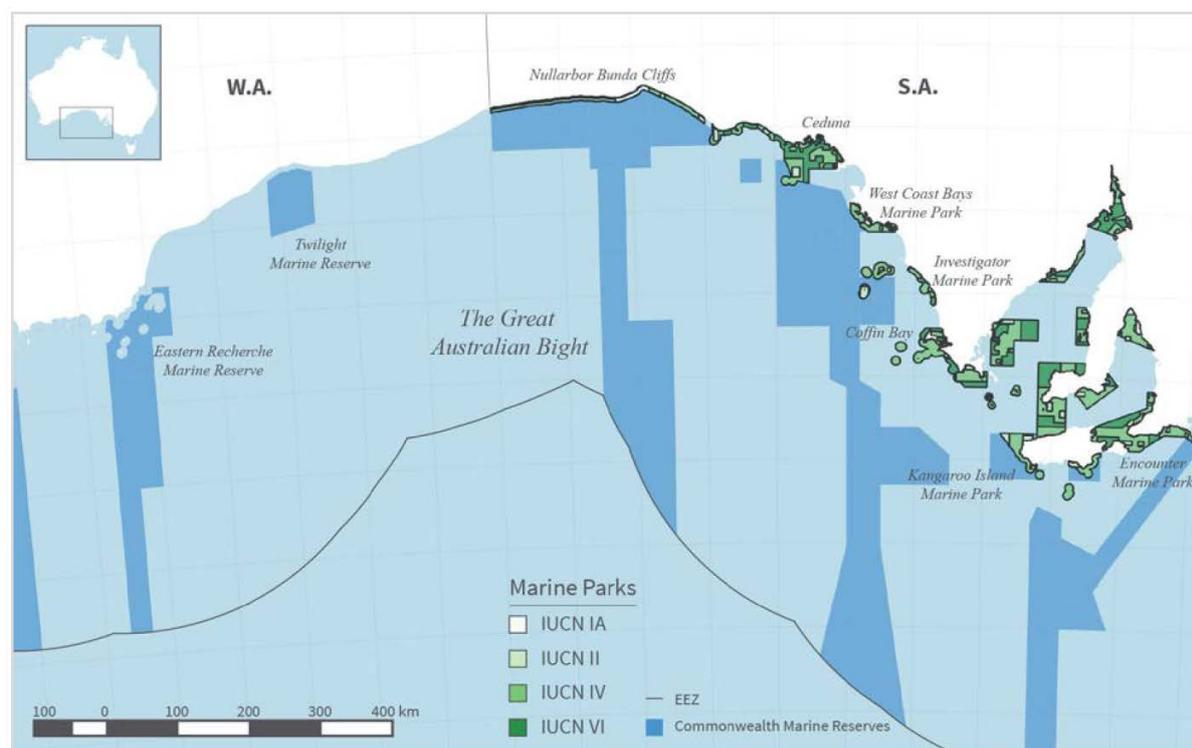 W.A.
Nullarbor Bunda Cliffs
S.A.
Ceduna
West Coast Bays
Marine Park
Twilight
Marine Reserve
Investigator
Marine Park
The Great
Australian Bight
Coffin Bay
Eastern Recherche
Marine Reserve
Kangaroo Island
Marine Park
Encounter
Marine Park
Marine Parks
IUCN IA
IUCN II
IUCN IV
IUCN VI
EEZ
Commonwealth Marine Reserves
100 0 100 200 300 400 km